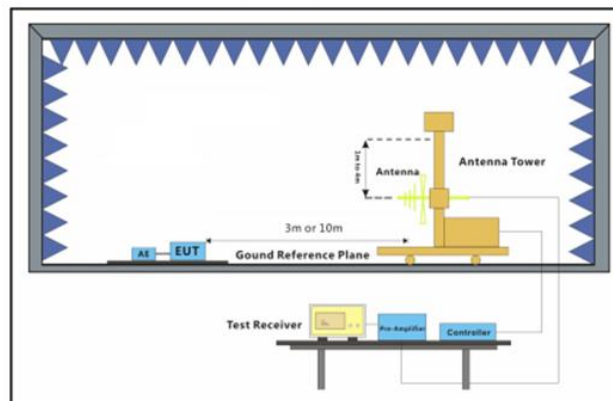 1m to 4m
Antenna
Antenna Tower
3m or 10m
AE
EUT
Gound Reference Plane
Test Receiver
Pre-Amplifier
Controller